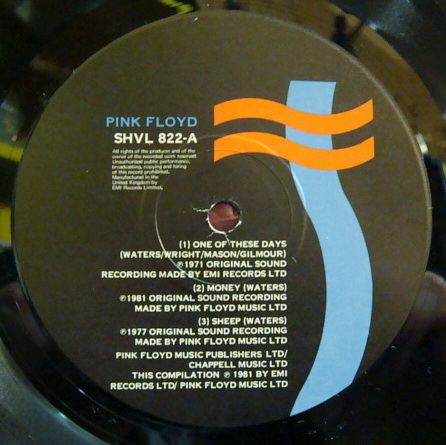 PINK FLOYD
SHVL 822-A
All rights of the producer and of the
owner of the recorded work reserved
Unauthorised public performance,
broadcasting, copying and hiring
of this record prohibited.
Manufactured in the
United Kingdom by
EMI Records Limited.
(1) ONE OF THESE DAYS
(WATERS/WRIGHT/MASON/GILMOUR)
℗1971 ORIGINAL SOUND
RECORDING MADE BY EMI RECORDS LTD
(2) MONEY (WATERS)
℗1981 ORIGINAL SOUND RECORDING
MADE BY PINK FLOYD MUSIC LTD
(3) SHEEP (WATERS)
℗1977 ORIGINAL SOUND RECORDING
MADE BY PINK FLOYD MUSIC LTD
PINK FLOYD MUSIC PUBLISHERS LTD/
CHAPPELL MUSIC LTD
THIS COMPILATION ℗ 1981 BY EMI
RECORDS LTD/ PINK FLOYD MUSIC LTD